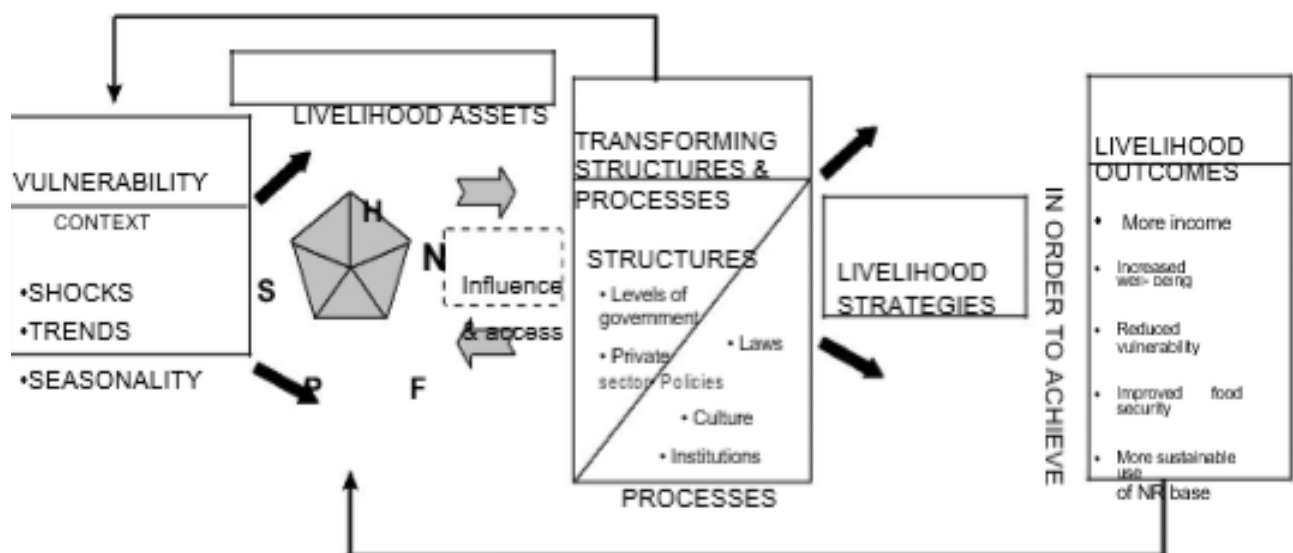 LIVELIHOOD ASSETS
VULNERABILITY
CONTEXT
•SHOCKS
•TRENDS
•SEASONALITY
H
N
S
P
F
Influence
& access
TRANSFORMING
STRUCTURES &
PROCESSES
STRUCTURES
• Levels of
government
• Private
sector
• Laws
• Policies
• Culture
• Institutions
PROCESSES
LIVELIHOOD
STRATEGIES
IN ORDER TO ACHIEVE
LIVELIHOOD
OUTCOMES
• More income
• Increased
well- being
• Reduced
vulnerability
• Improved food
security
• More sustainable
use
of NR base